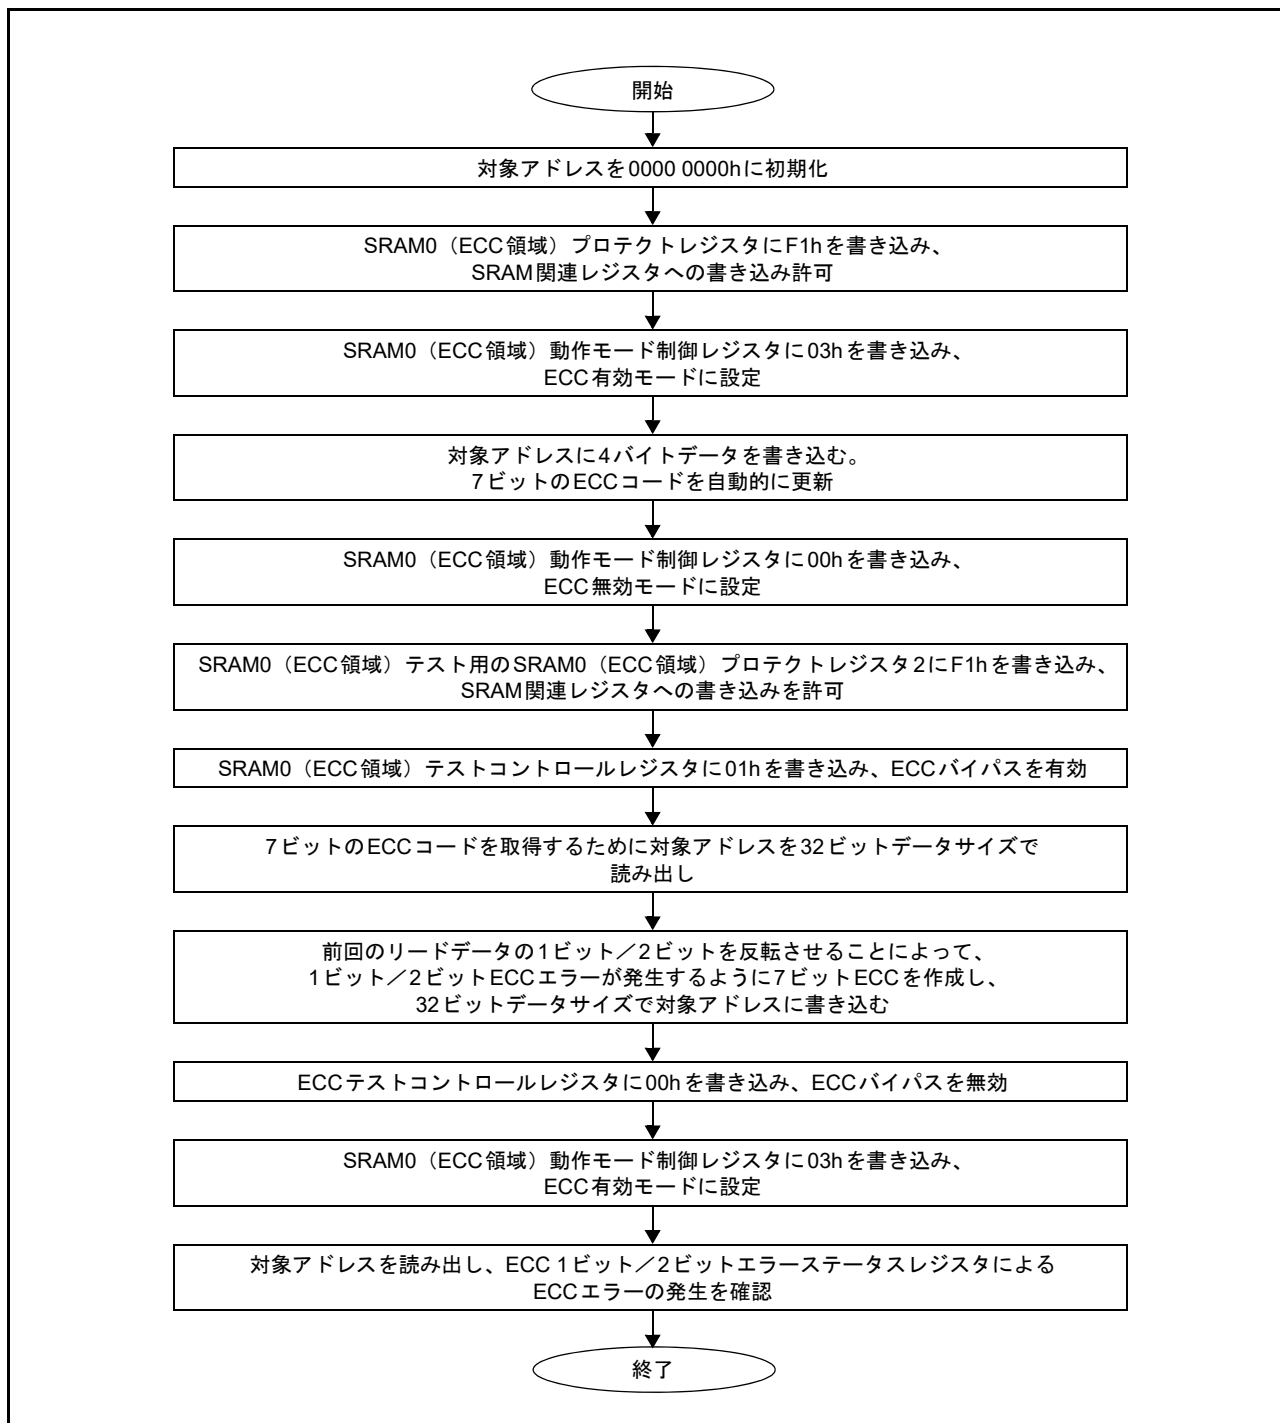 開始
対象アドレスを0000 0000hに初期化
SRAM0（ECC領域）プロテクトレジスタにF1hを書き込み、
SRAM関連レジスタへの書き込み許可
SRAM0（ECC領域）動作モード制御レジスタに03hを書き込み、
ECC有効モードに設定
対象アドレスに4バイトデータを書き込む。
7ビットのECCコードを自動的に更新
SRAM0（ECC領域）動作モード制御レジスタに00hを書き込み、
ECC無効モードに設定
SRAM0（ECC領域）テスト用のSRAM0（ECC領域）プロテクトレジスタ2にF1hを書き込み、
SRAM関連レジスタへの書き込みを許可
SRAM0（ECC領域）テストコントロールレジスタに01hを書き込み、ECCバイパスを有効
7ビットのECCコードを取得するために対象アドレスを32ビットデータサイズで
読み出し
前回のリードデータの1ビット／2ビットを反転させることによって、
1ビット／2ビットECCエラーが発生するように7ビットECCを作成し、
32ビットデータサイズで対象アドレスに書き込む
ECCテストコントロールレジスタに00hを書き込み、ECCバイパスを無効
SRAM0（ECC領域）動作モード制御レジスタに03hを書き込み、
ECC有効モードに設定
対象アドレスを読み出し、ECC 1ビット／2ビットエラーステータスレジスタによる
ECCエラーの発生を確認
終了